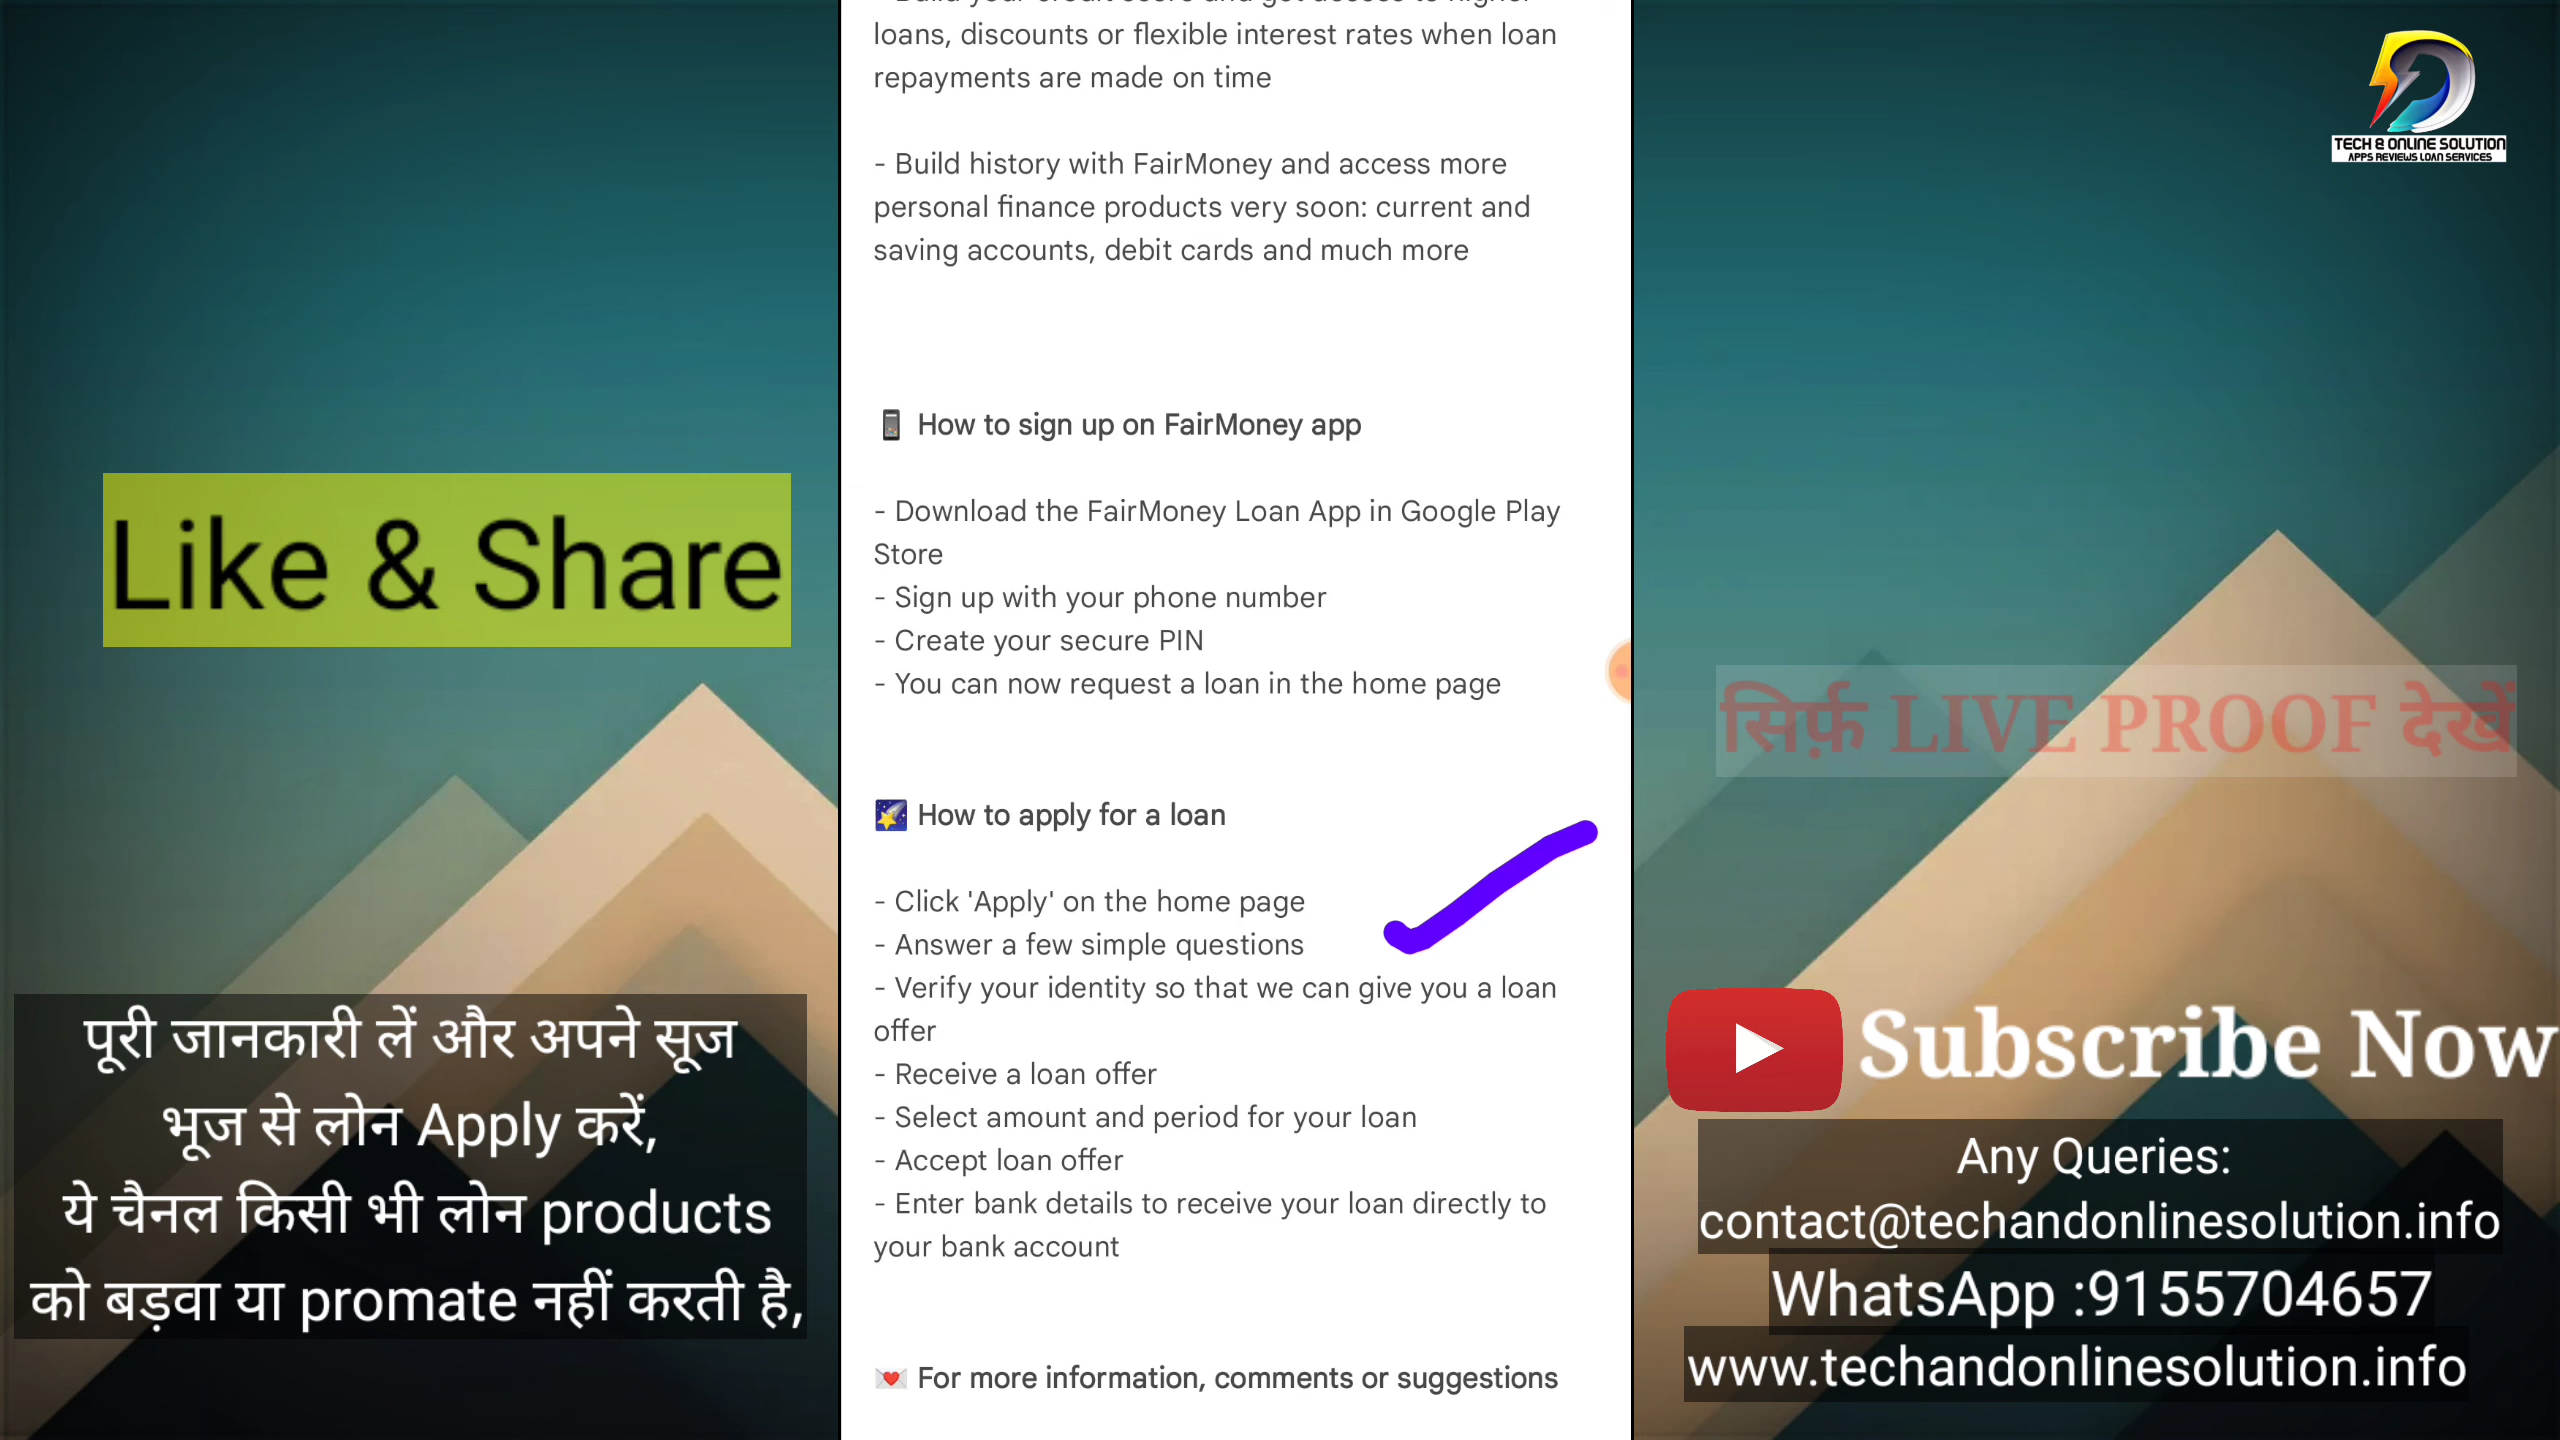 loans, discounts or flexible interest rates when loan
repayments are made on time
- Build history with FairMoney and access more
personal finance products very soon: current and
saving accounts, debit cards and much more
📱 How to sign up on FairMoney app
- Download the FairMoney Loan App in Google Play
Store
- Sign up with your phone number
- Create your secure PIN
- You can now request a loan in the home page
🌠 How to apply for a loan
- Click 'Apply' on the home page
- Answer a few simple questions
- Verify your identity so that we can give you a loan
offer
- Receive a loan offer
- Select amount and period for your loan
- Accept loan offer
- Enter bank details to receive your loan directly to
your bank account
💌 For more information, comments or suggestions
Like & Share
पूरी जानकारी लें और अपने सूज
भूज से लोन Apply करें,
ये चैनल किसी भी लोन products
को बड़वा या promate नहीं करती है,
TECH & ONLINE SOLUTION
APPS REVIEWS LOAN SERVICES
सिर्फ़ LIVE PROOF देखें
Subscribe Now
Any Queries:
contact@techandonlinesolution.info
WhatsApp :9155704657
www.techandonlinesolution.info